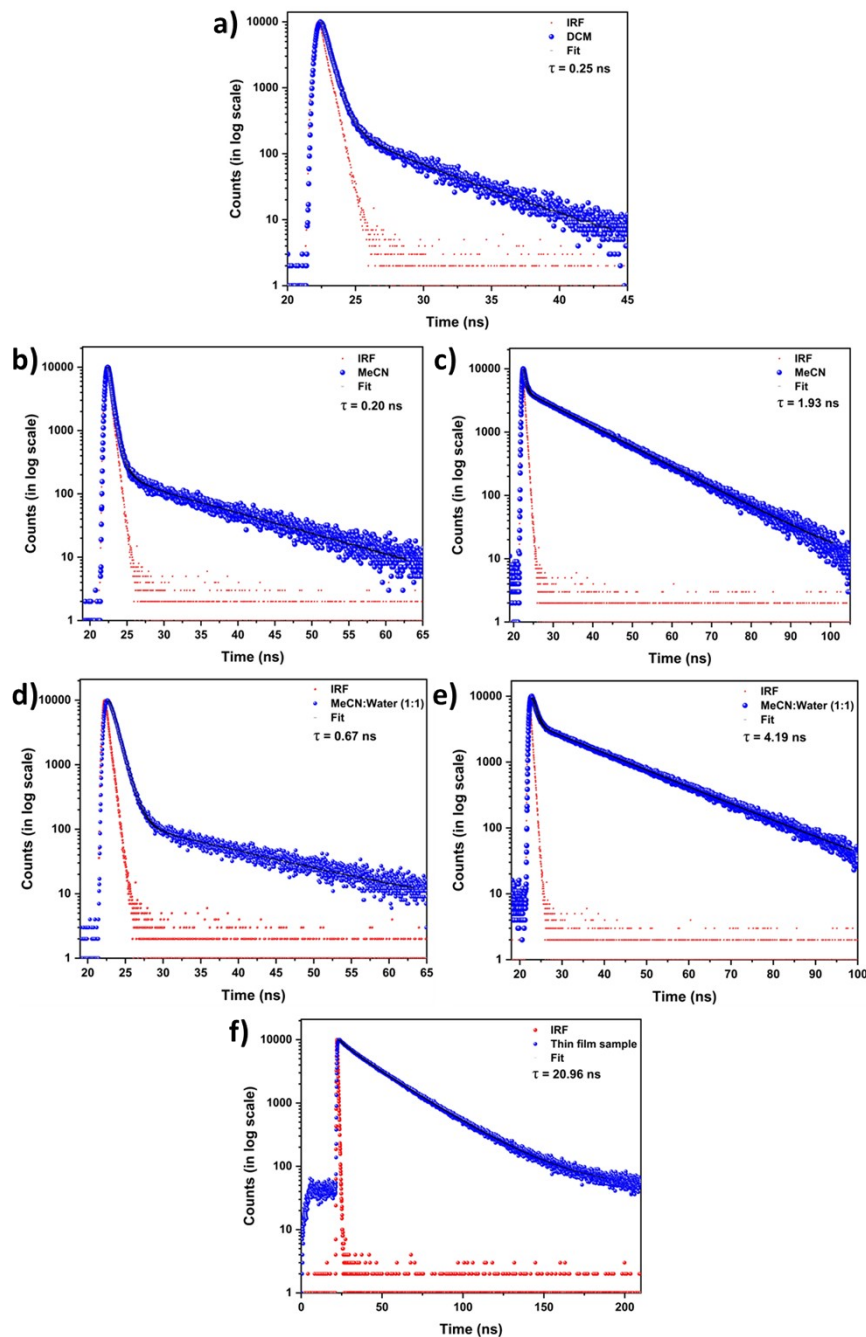 a)
IRF
DCM
Fit
τ = 0.25 ns
10000
1000
100
10
1
Counts (in log scale)
20 25 30 35 40 45
Time (ns)
b)
IRF
MeCN
Fit
τ = 0.20 ns
10000
1000
100
10
1
Counts (in log scale)
20 25 30 35 40 45 50 55 60 65
Time (ns)
c)
IRF
MeCN
Fit
τ = 1.93 ns
10000
1000
100
10
1
Counts (in log scale)
20 30 40 50 60 70 80 90 100
Time (ns)
d)
IRF
MeCN:Water (1:1)
Fit
τ = 0.67 ns
10000
1000
100
10
1
Counts (in log scale)
20 25 30 35 40 45 50 55 60 65
Time (ns)
e)
IRF
MeCN:Water (1:1)
Fit
τ = 4.19 ns
10000
1000
100
10
1
Counts (in log scale)
20 30 40 50 60 70 80 90 100
Time (ns)
f)
IRF
Thin film sample
Fit
τ = 20.96 ns
10000
1000
100
10
1
Counts (in log scale)
0 50 100 150 200
Time (ns)